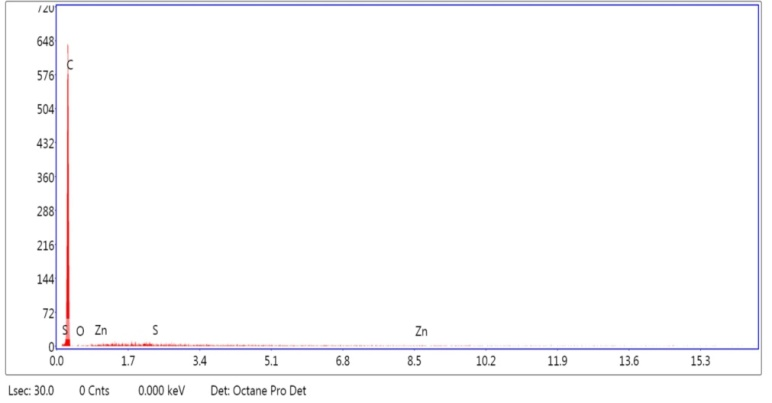 720
648
C
576
504
432
360
288
216
144
72
S O Zn S Zn
0
0.0 1.7 3.4 5.1 6.8 8.5 10.2 11.9 13.6 15.3
Lsec: 30.0 0 Cnts 0.000 keV Det: Octane Pro Det